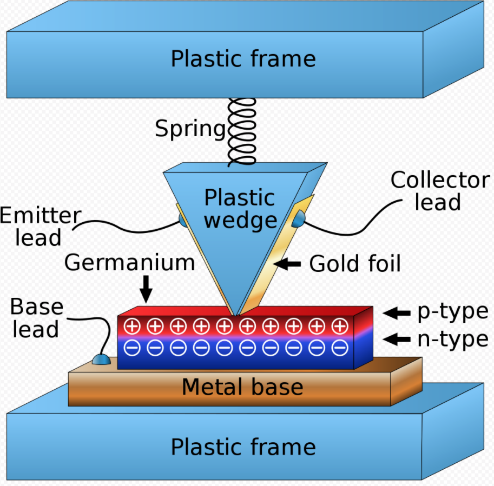 Plastic frame
Spring
Plastic
wedge
Collector
lead
Emitter
lead
Germanium
Gold foil
Base
lead
p-type
n-type
+ + + + + + + + + +
− − − − − − − − − −
Metal base
Plastic frame